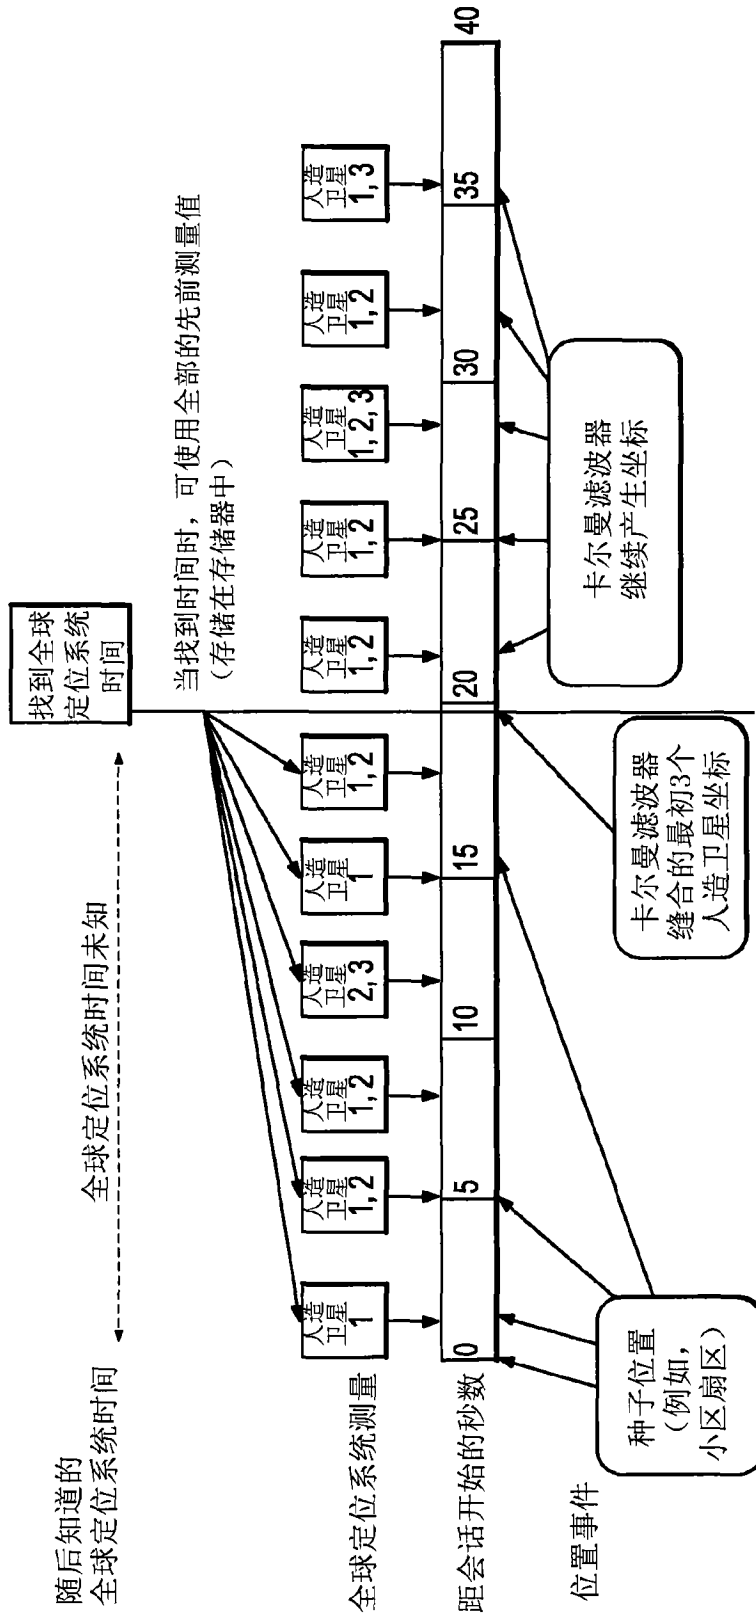 随后知道的
全球定位系统时间
全球定位系统时间未知
找到全球
定位系统
时间
当找到时间时，可使用全部的先前测量值
（存储在存储器中）
全球定位系统测量
人造
卫星
1
人造
卫星
1, 2
人造
卫星
1, 2
人造
卫星
2, 3
人造
卫星
1
人造
卫星
1, 2
人造
卫星
1, 2
人造
卫星
1, 2
人造
卫星
1, 2, 3
人造
卫星
1, 2
人造
卫星
1, 3
距会话开始的秒数
0
5
10
15
20
25
30
35
40
位置事件
种子位置
（例如，
小区扇区）
卡尔曼滤波器
缝合的最初3个
人造卫星坐标
卡尔曼滤波器
继续产生坐标